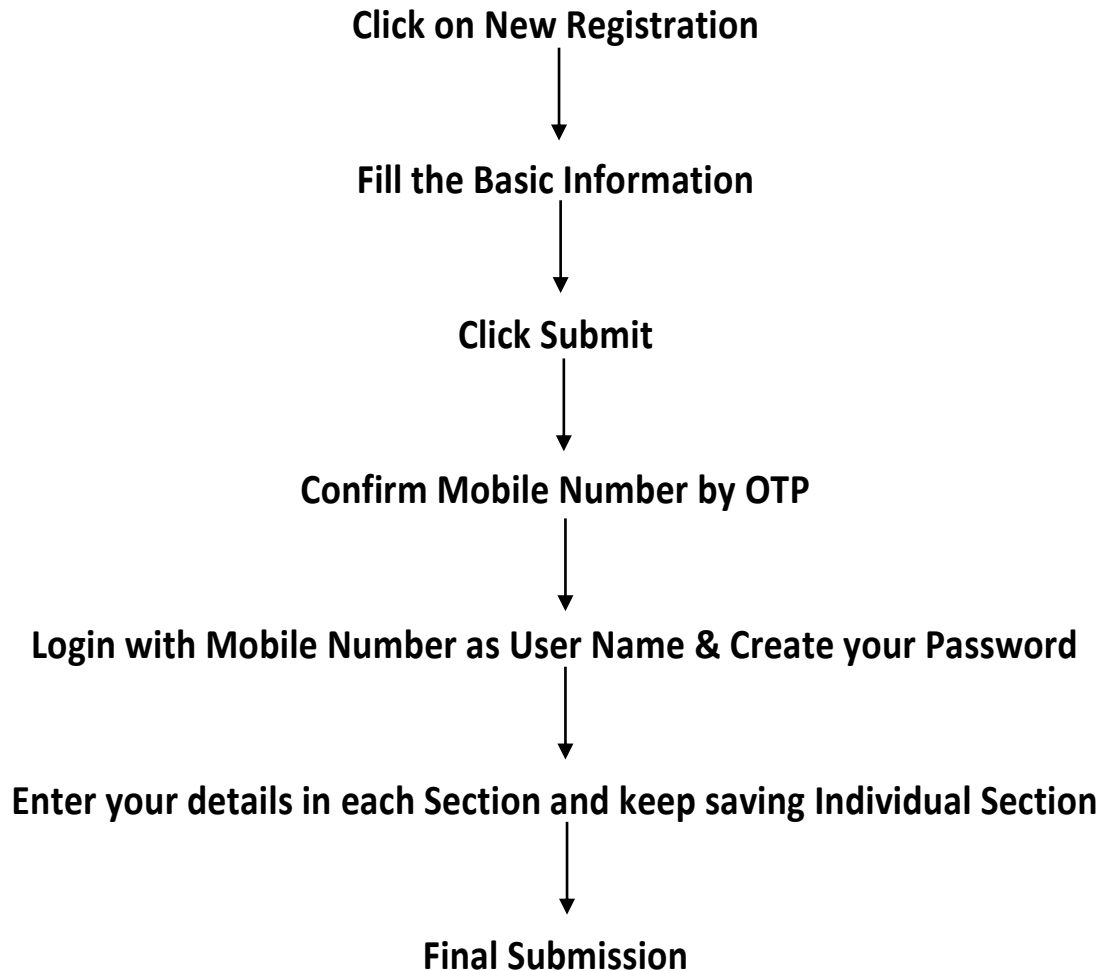 Click on New Registration
Fill the Basic Information
Click Submit
Confirm Mobile Number by OTP
Login with Mobile Number as User Name & Create your Password
Enter your details in each Section and keep saving Individual Section
Final Submission